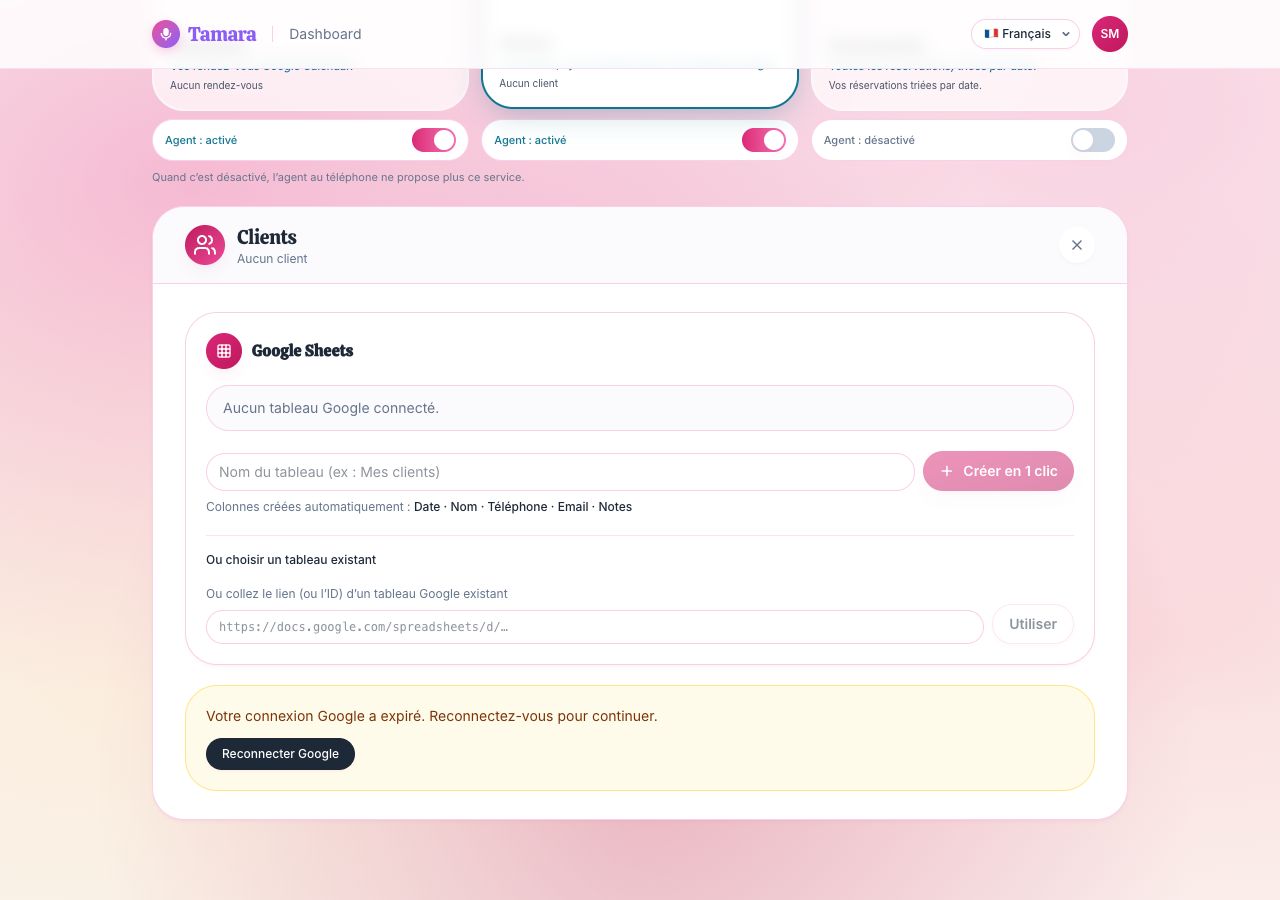 Tamara
Dashboard
Français
SM
Aucun rendez-vous
Aucun client
Vos réservations triées par date.
Agent : activé
Agent : activé
Agent : désactivé
Quand c’est désactivé, l’agent au téléphone ne propose plus ce service.
Clients
Aucun client
Google Sheets
Aucun tableau Google connecté.
Nom du tableau (ex : Mes clients)
Créer en 1 clic
Colonnes créées automatiquement : Date · Nom · Téléphone · Email · Notes
Ou choisir un tableau existant
Ou collez le lien (ou l’ID) d’un tableau Google existant
https://docs.google.com/spreadsheets/d/…
Utiliser
Votre connexion Google a expiré. Reconnectez-vous pour continuer.
Reconnecter Google